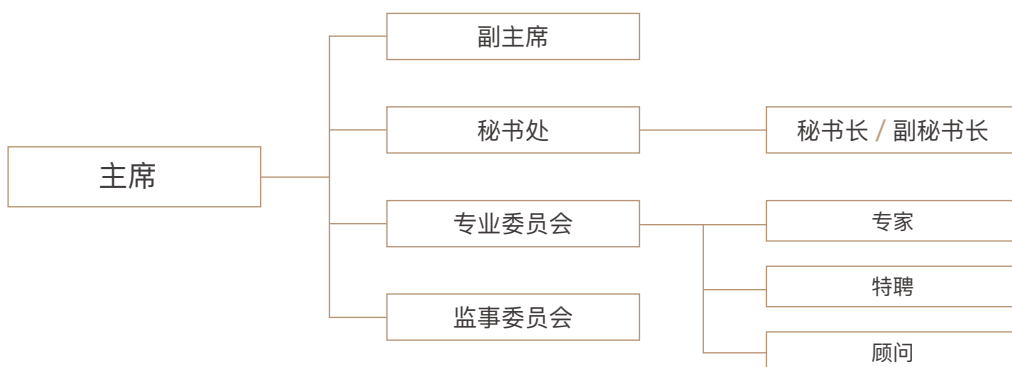 主席
副主席
秘书处
秘书长 / 副秘书长
专业委员会
专家
特聘
顾问
监事委员会